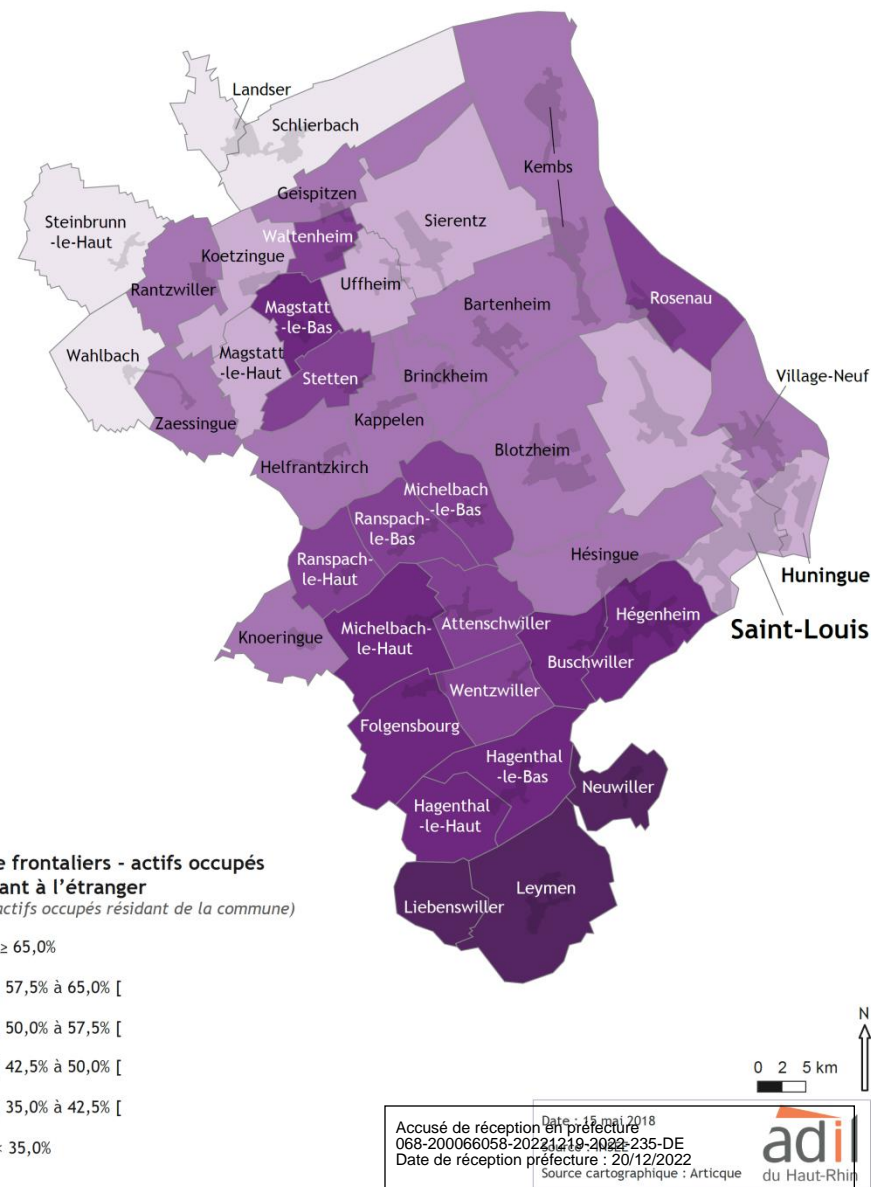 Landser
Schlierbach
Kembs
Geispitzen
Steinbrunn
-le-Haut
Sierentz
Waltenheim
Koetzingue
Uffheim
Rantzwiller
Rosenau
Bartenheim
Magstatt
-le-Bas
Wahlbach
Magstatt
-le-Haut
Stetten
Brinckheim
Village-Neuf
Zaessingue
Kappelen
Blotzheim
Helfrantzkirch
Michelbach
-le-Bas
Ranspach-
le-Bas
Hésingue
Ranspach-
le-Haut
Huningue
Hégenheim
Attenschwiller
Michelbach-
le-Haut
Saint-Louis
Knoeringue
Buschwiller
Wentzwiller
Folgensbourg
Hagenthal
-le-Bas
Neuwiller
Hagenthal
-le-Haut
Leymen
Liebenswiller
e frontaliers - actifs occupés
ant à l'étranger
actifs occupés résidant de la commune)
≥ 65,0%
57,5% à 65,0% [
50,0% à 57,5% [
42,5% à 50,0% [
35,0% à 42,5% [
< 35,0%
N
0 2 5 km
Date : 15 mai 2018
Accusé de réception en préfecture
068-200066058-20221219-2022-235-DE
Date de réception préfecture : 20/12/2022
Source cartographique : Articque
adil
du Haut-Rhin